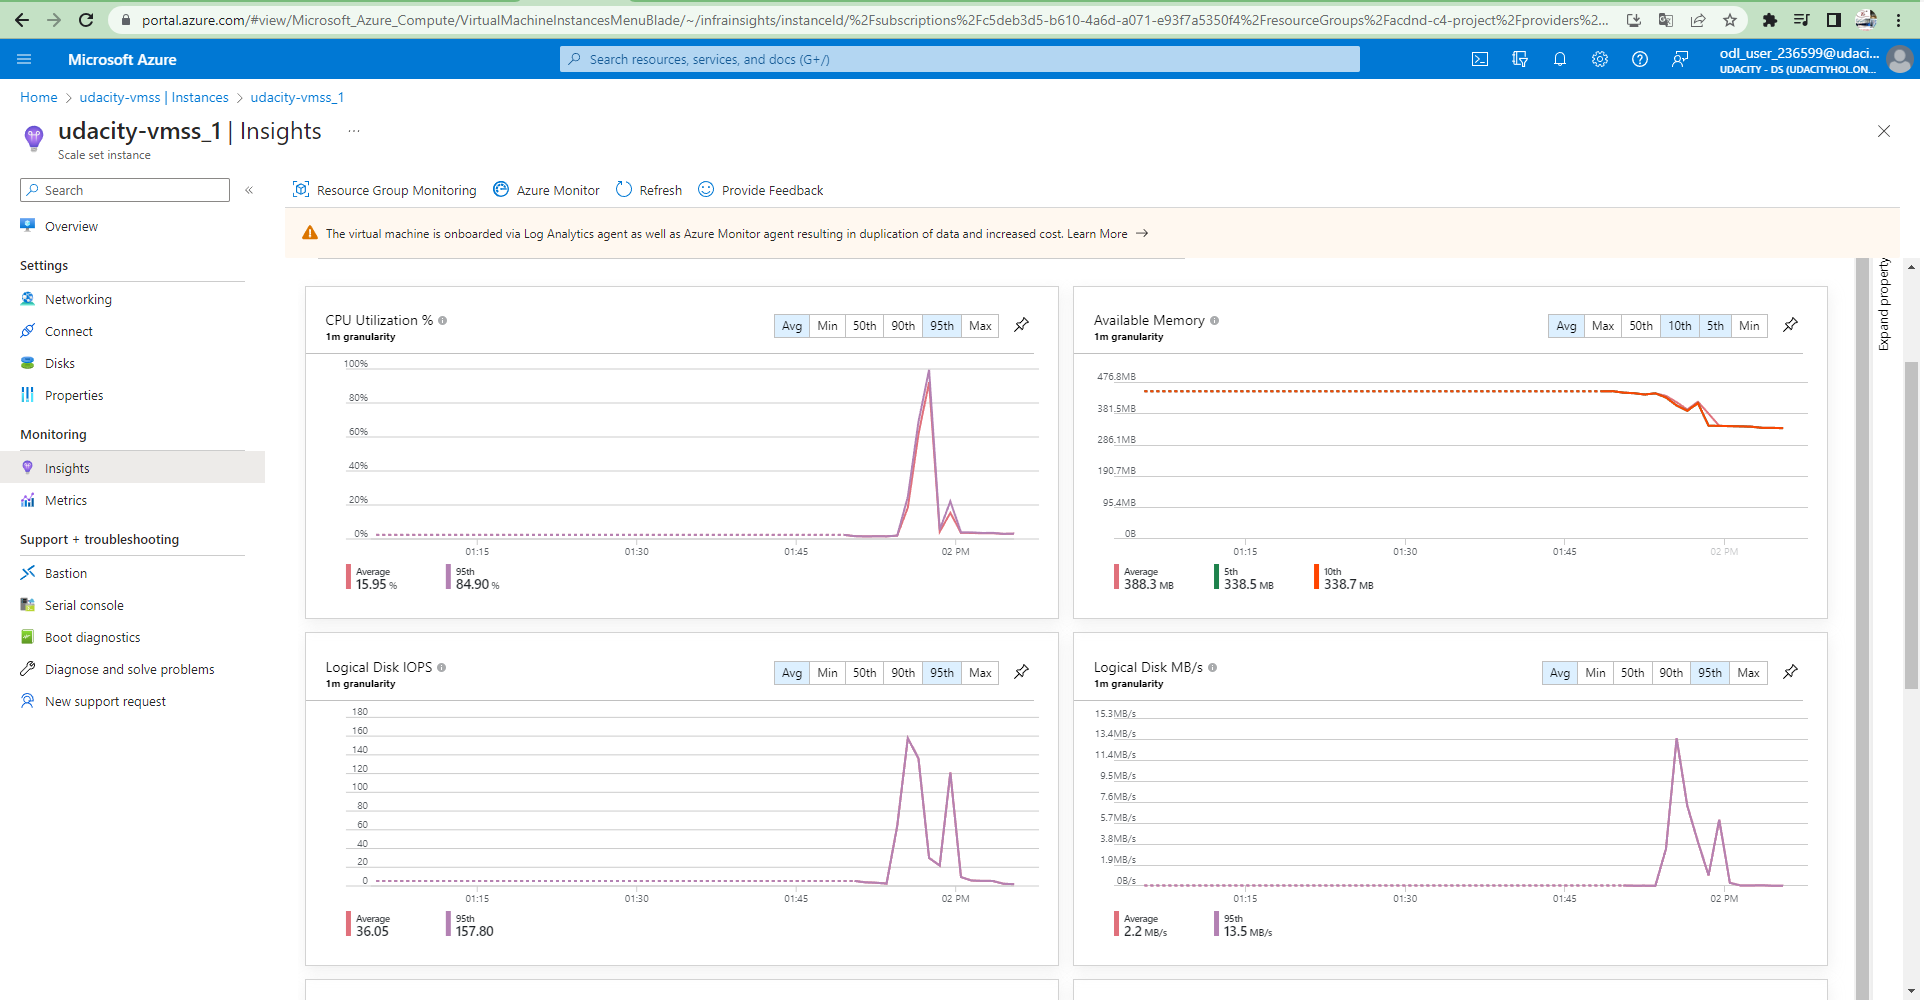 portal.azure.com/#view/Microsoft_Azure_Compute/VirtualMachineInstancesMenuBlade/~/infrainsights/instanceId/%2Fsubscriptions%2Fc5deb3d5-b610-4a6d-a071-e93f7a5350f4%2FresourceGroups%2Facdnd-c4-project%2Fproviders%2...
Microsoft Azure
Search resources, services, and docs (G+/)
odl_user_236599@udaci...
UDACITY - DS (UDACITYHOL.ON...
Home > udacity-vmss | Instances > udacity-vmss_1
udacity-vmss_1 | Insights ...
Scale set instance
Search
«
Overview
Settings
Networking
Connect
Disks
Properties
Monitoring
Insights
Metrics
Support + troubleshooting
Bastion
Serial console
Boot diagnostics
Diagnose and solve problems
New support request
Resource Group Monitoring Azure Monitor Refresh Provide Feedback
The virtual machine is onboarded via Log Analytics agent as well as Azure Monitor agent resulting in duplication of data and increased cost. Learn More →
Expand property
CPU Utilization %
1m granularity
Avg Min 50th 90th 95th Max
100%
80%
60%
40%
20%
0%
01:15 01:30 01:45 02 PM
Average
15.95 %
95th
84.90 %
Available Memory
1m granularity
Avg Max 50th 10th 5th Min
476.8MB
381.5MB
286.1MB
190.7MB
95.4MB
0B
01:15 01:30 01:45 02 PM
Average
388.3 MB
5th
338.5 MB
10th
338.7 MB
Logical Disk IOPS
1m granularity
Avg Min 50th 90th 95th Max
180
160
140
120
100
80
60
40
20
0
01:15 01:30 01:45 02 PM
Average
36.05
95th
157.80
Logical Disk MB/s
1m granularity
Avg Min 50th 90th 95th Max
15.3MB/s
13.4MB/s
11.4MB/s
9.5MB/s
7.6MB/s
5.7MB/s
3.8MB/s
1.9MB/s
0B/s
01:15 01:30 01:45 02 PM
Average
2.2 MB/s
95th
13.5 MB/s